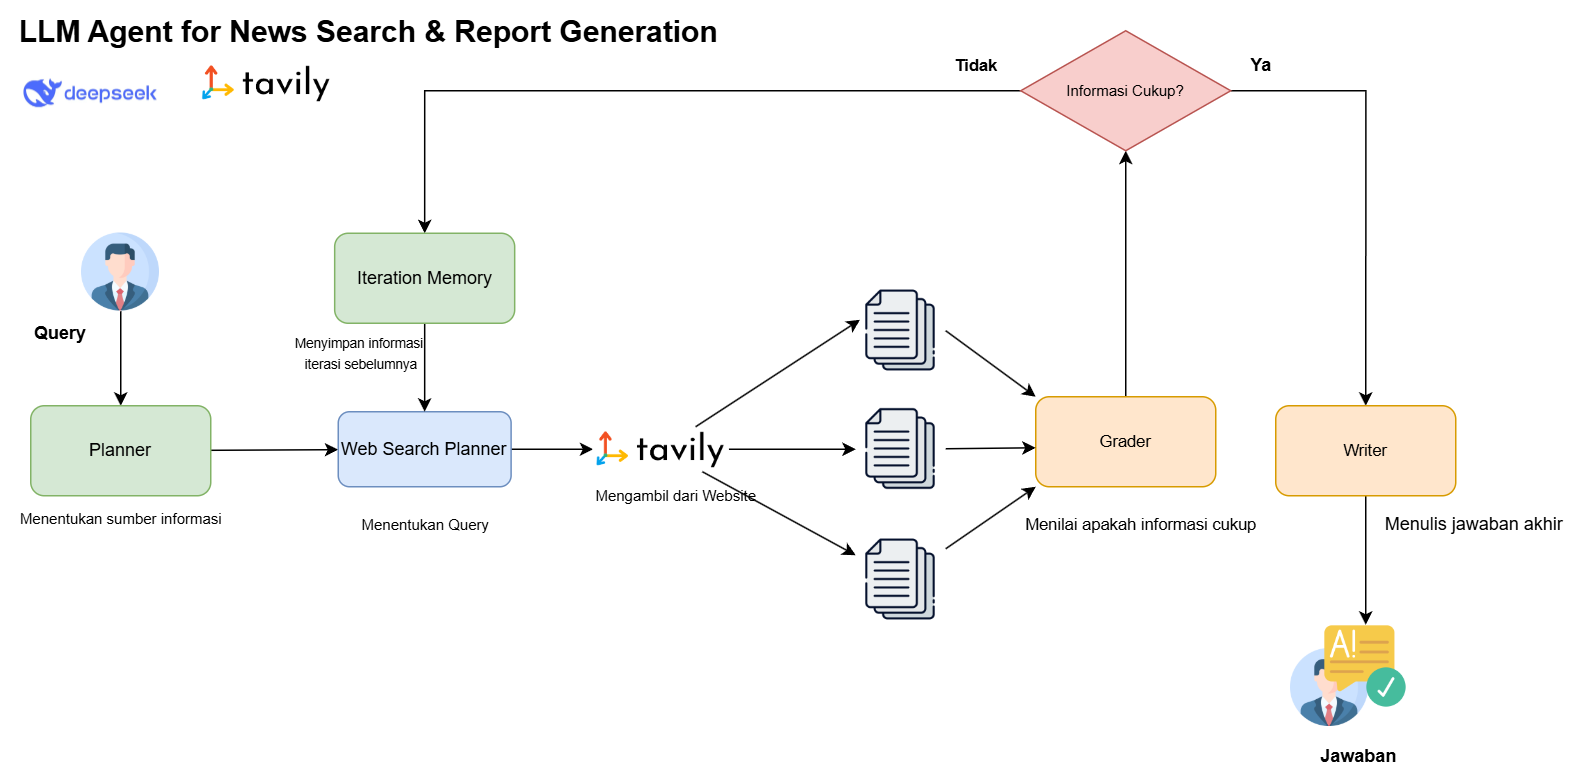 LLM Agent for News Search & Report Generation
deepseek
tavily
Tidak
Informasi Cukup?
Ya
Iteration Memory
Query
Menyimpan informasi
iterasi sebelumnya
Planner
Web Search Planner
tavily
Grader
Writer
Menentukan sumber informasi
Menentukan Query
Mengambil dari Website
Menilai apakah informasi cukup
Menulis jawaban akhir
A!
Jawaban